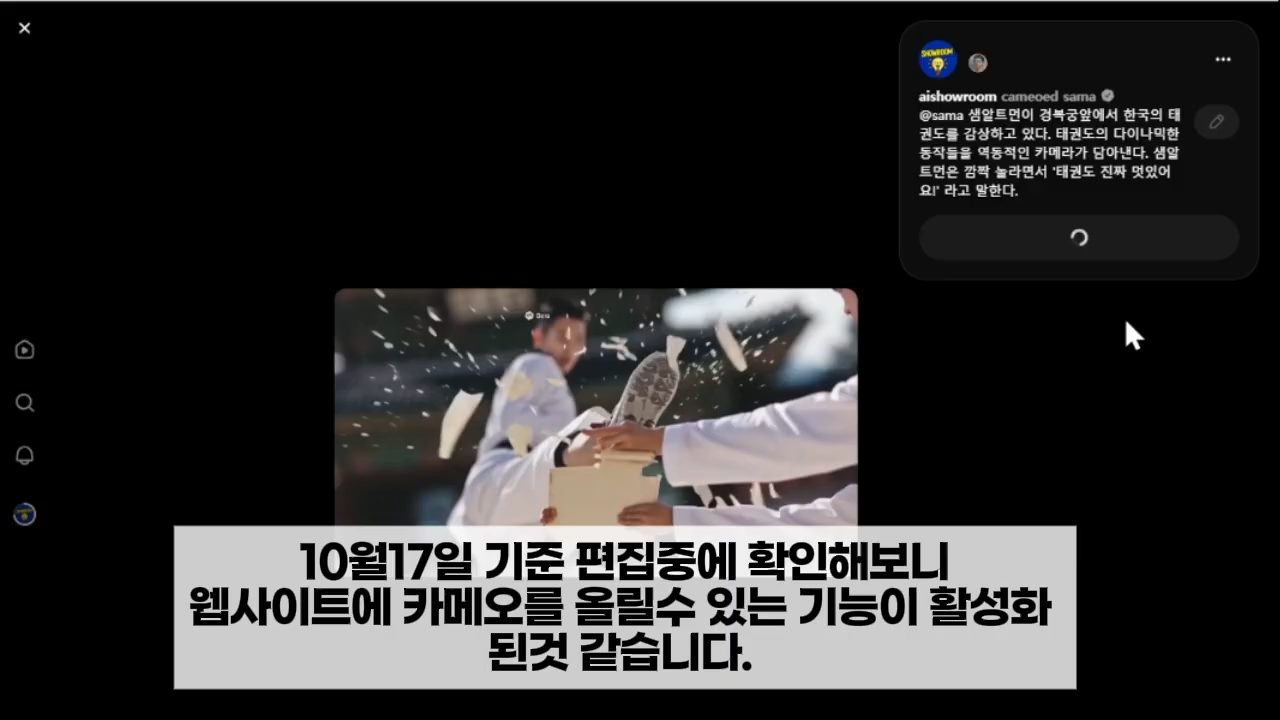 SHOWROOM
aishowroom cameoed sama
@sama 샘알트먼이 경복궁앞에서 한국의 태
권도를 감상하고 있다. 태권도의 다이나믹한
동작들을 역동적인 카메라가 담아낸다. 샘알
트먼은 깜짝 놀라면서 '태권도 진짜 멋있어
요!' 라고 말한다.
Sora
10월17일 기준 편집중에 확인해보니
웹사이트에 카메오를 올릴수 있는 기능이 활성화
된것 같습니다.